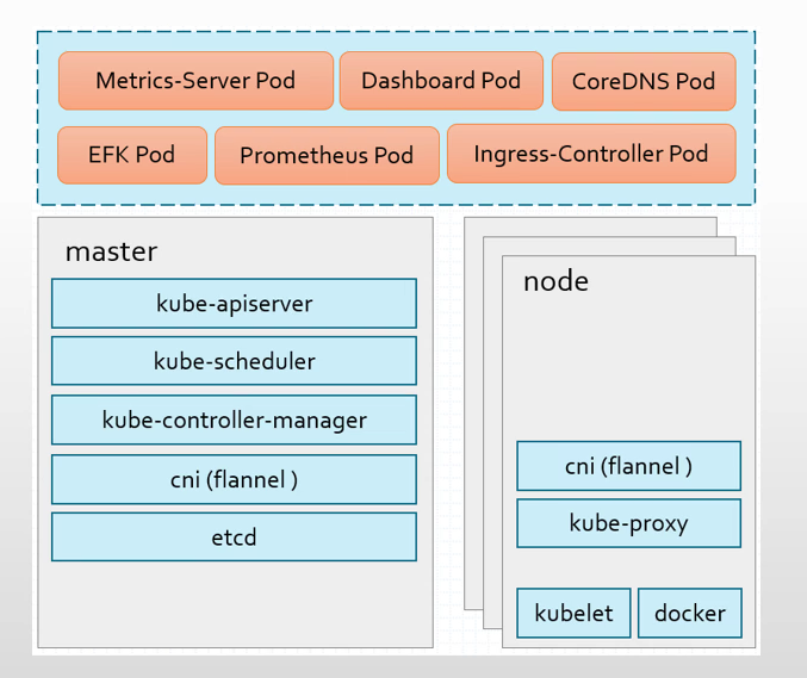 Metrics-Server Pod
Dashboard Pod
CoreDNS Pod
EFK Pod
Prometheus Pod
Ingress-Controller Pod
master
kube-apiserver
kube-scheduler
kube-controller-manager
cni (flannel )
etcd
node
cni (flannel )
kube-proxy
kubelet
docker